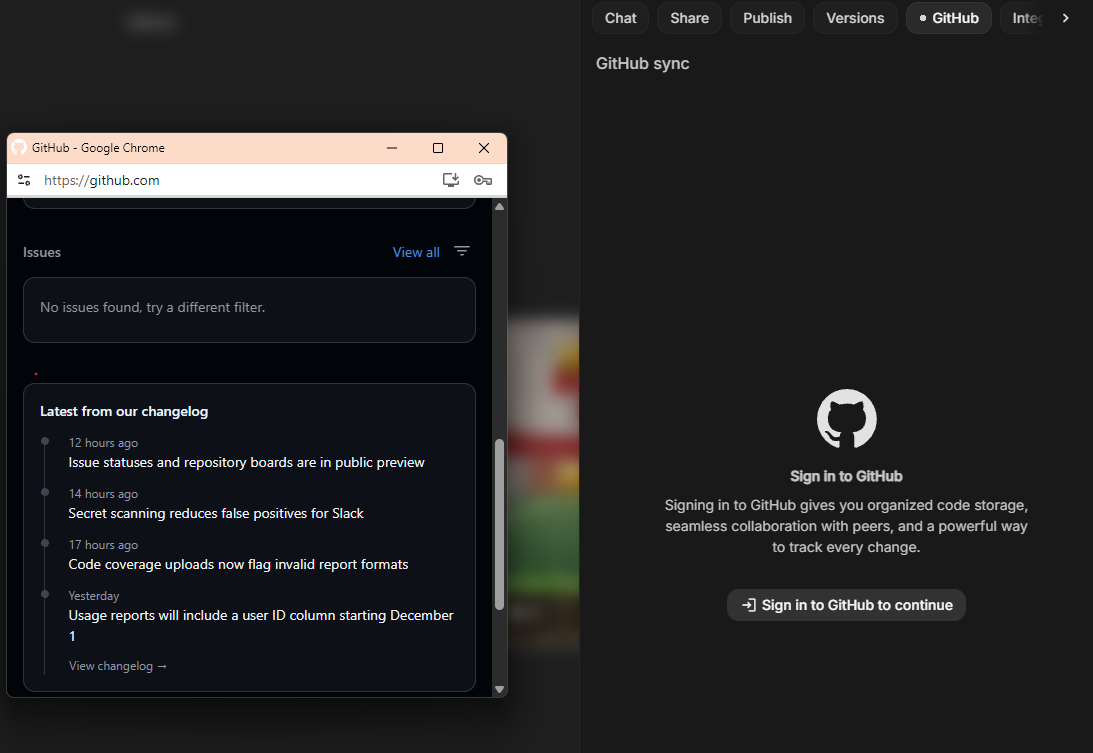 Chat
Share
Publish
Versions
GitHub
GitHub sync
GitHub - Google Chrome
https://github.com
Issues
View all
No issues found, try a different filter.
Latest from our changelog
12 hours ago
Issue statuses and repository boards are in public preview
14 hours ago
Secret scanning reduces false positives for Slack
17 hours ago
Code coverage uploads now flag invalid report formats
Yesterday
Usage reports will include a user ID column starting December
1
View changelog →
Sign in to GitHub
Signing in to GitHub gives you organized code storage,
seamless collaboration with peers, and a powerful way
to track every change.
Sign in to GitHub to continue